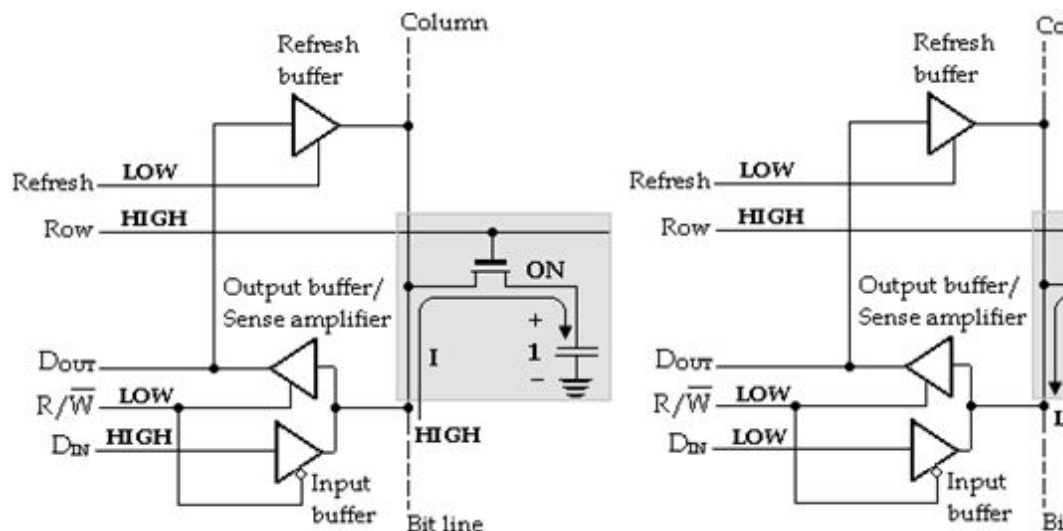 Column
Refresh
buffer
LOW
Refresh
HIGH
Row
ON
Output buffer/
Sense amplifier
+
1
−
I
DOUT
R/W̅
LOW
DIN
HIGH
HIGH
Input
buffer
Bit line
Co
Refresh
buffer
LOW
Refresh
HIGH
Row
Output buffer/
Sense amplifier
DOUT
R/W̅
LOW
DIN
LOW
L
Input
buffer
Bi